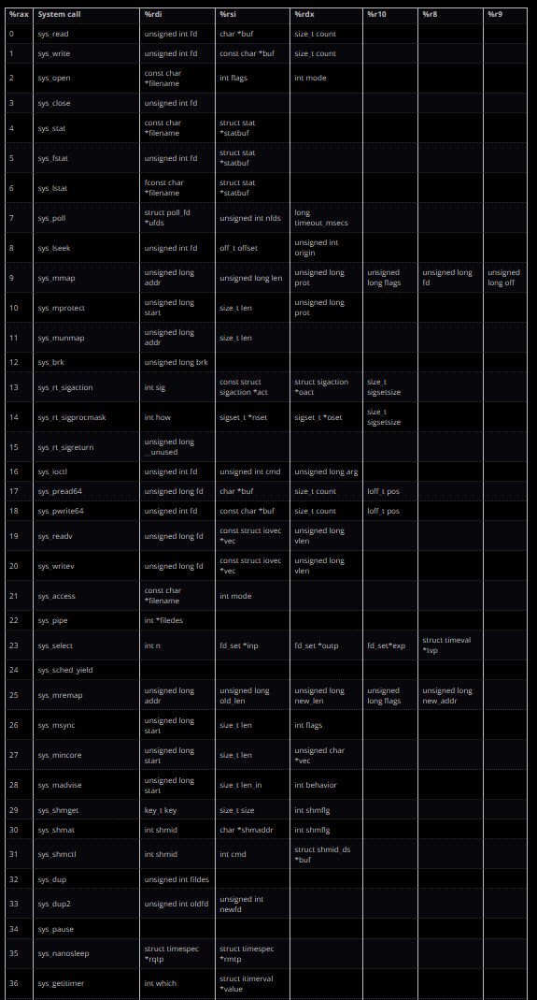 %rax System call %rdi %rsi %rdx %r10 %r8 %r9
0 sys_read unsigned int fd char *buf size_t count
1 sys_write unsigned int fd const char *buf size_t count
2 sys_open const char *filename int flags int mode
3 sys_close unsigned int fd
4 sys_stat const char *filename struct stat *statbuf
5 sys_fstat unsigned int fd struct stat *statbuf
6 sys_lstat fconst char *filename struct stat *statbuf
7 sys_poll struct poll_fd *ufds unsigned int nfds long timeout_msecs
8 sys_lseek unsigned int fd off_t offset unsigned int origin
9 sys_mmap unsigned long addr unsigned long len unsigned long prot unsigned long flags unsigned long fd unsigned long off
10 sys_mprotect unsigned long start size_t len unsigned long prot
11 sys_munmap unsigned long addr size_t len
12 sys_brk unsigned long brk
13 sys_rt_sigaction int sig const struct sigaction *act struct sigaction *oact size_t sigsetsize
14 sys_rt_sigprocmask int how sigset_t *nset sigset_t *oset size_t sigsetsize
15 sys_rt_sigreturn unsigned long __unused
16 sys_ioctl unsigned int fd unsigned int cmd unsigned long arg
17 sys_pread64 unsigned long fd char *buf size_t count loff_t pos
18 sys_pwrite64 unsigned int fd const char *buf size_t count loff_t pos
19 sys_readv unsigned long fd const struct iovec *vec unsigned long vlen
20 sys_writev unsigned long fd const struct iovec *vec unsigned long vlen
21 sys_access const char *filename int mode
22 sys_pipe int *filedes
23 sys_select int n fd_set *inp fd_set *outp fd_set*exp struct timeval *tvp
24 sys_sched_yield
25 sys_mremap unsigned long addr unsigned long old_len unsigned long new_len unsigned long flags unsigned long new_addr
26 sys_msync unsigned long start size_t len int flags
27 sys_mincore unsigned long start size_t len unsigned char *vec
28 sys_madvise unsigned long start size_t len_in int behavior
29 sys_shmget key_t key size_t size int shmflg
30 sys_shmat int shmid char *shmaddr int shmflg
31 sys_shmctl int shmid int cmd struct shmid_ds *buf
32 sys_dup unsigned int fildes
33 sys_dup2 unsigned int oldfd unsigned int newfd
34 sys_pause
35 sys_nanosleep struct timespec *rqtp struct timespec *rmtp
36 sys_getitimer int which struct itimerval *value